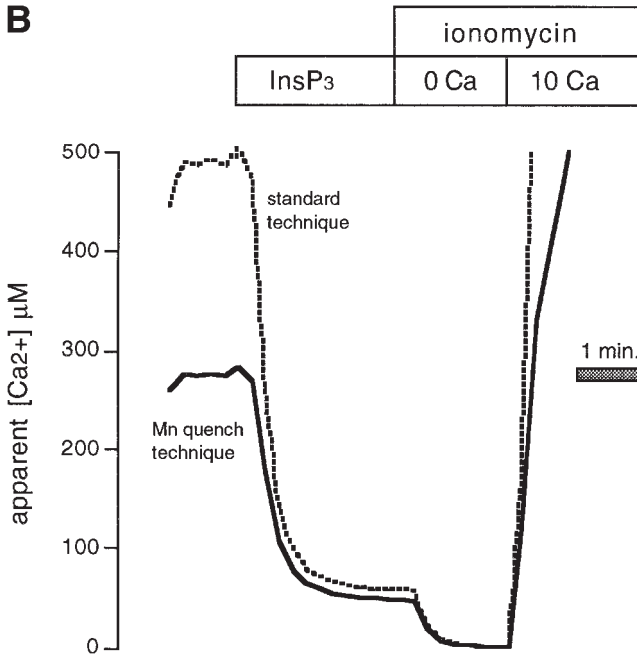 B
ionomycin
InsP3
0 Ca
10 Ca
500
400
300
200
100
0
apparent [Ca2+] μM
standard
technique
Mn quench
technique
1 min.